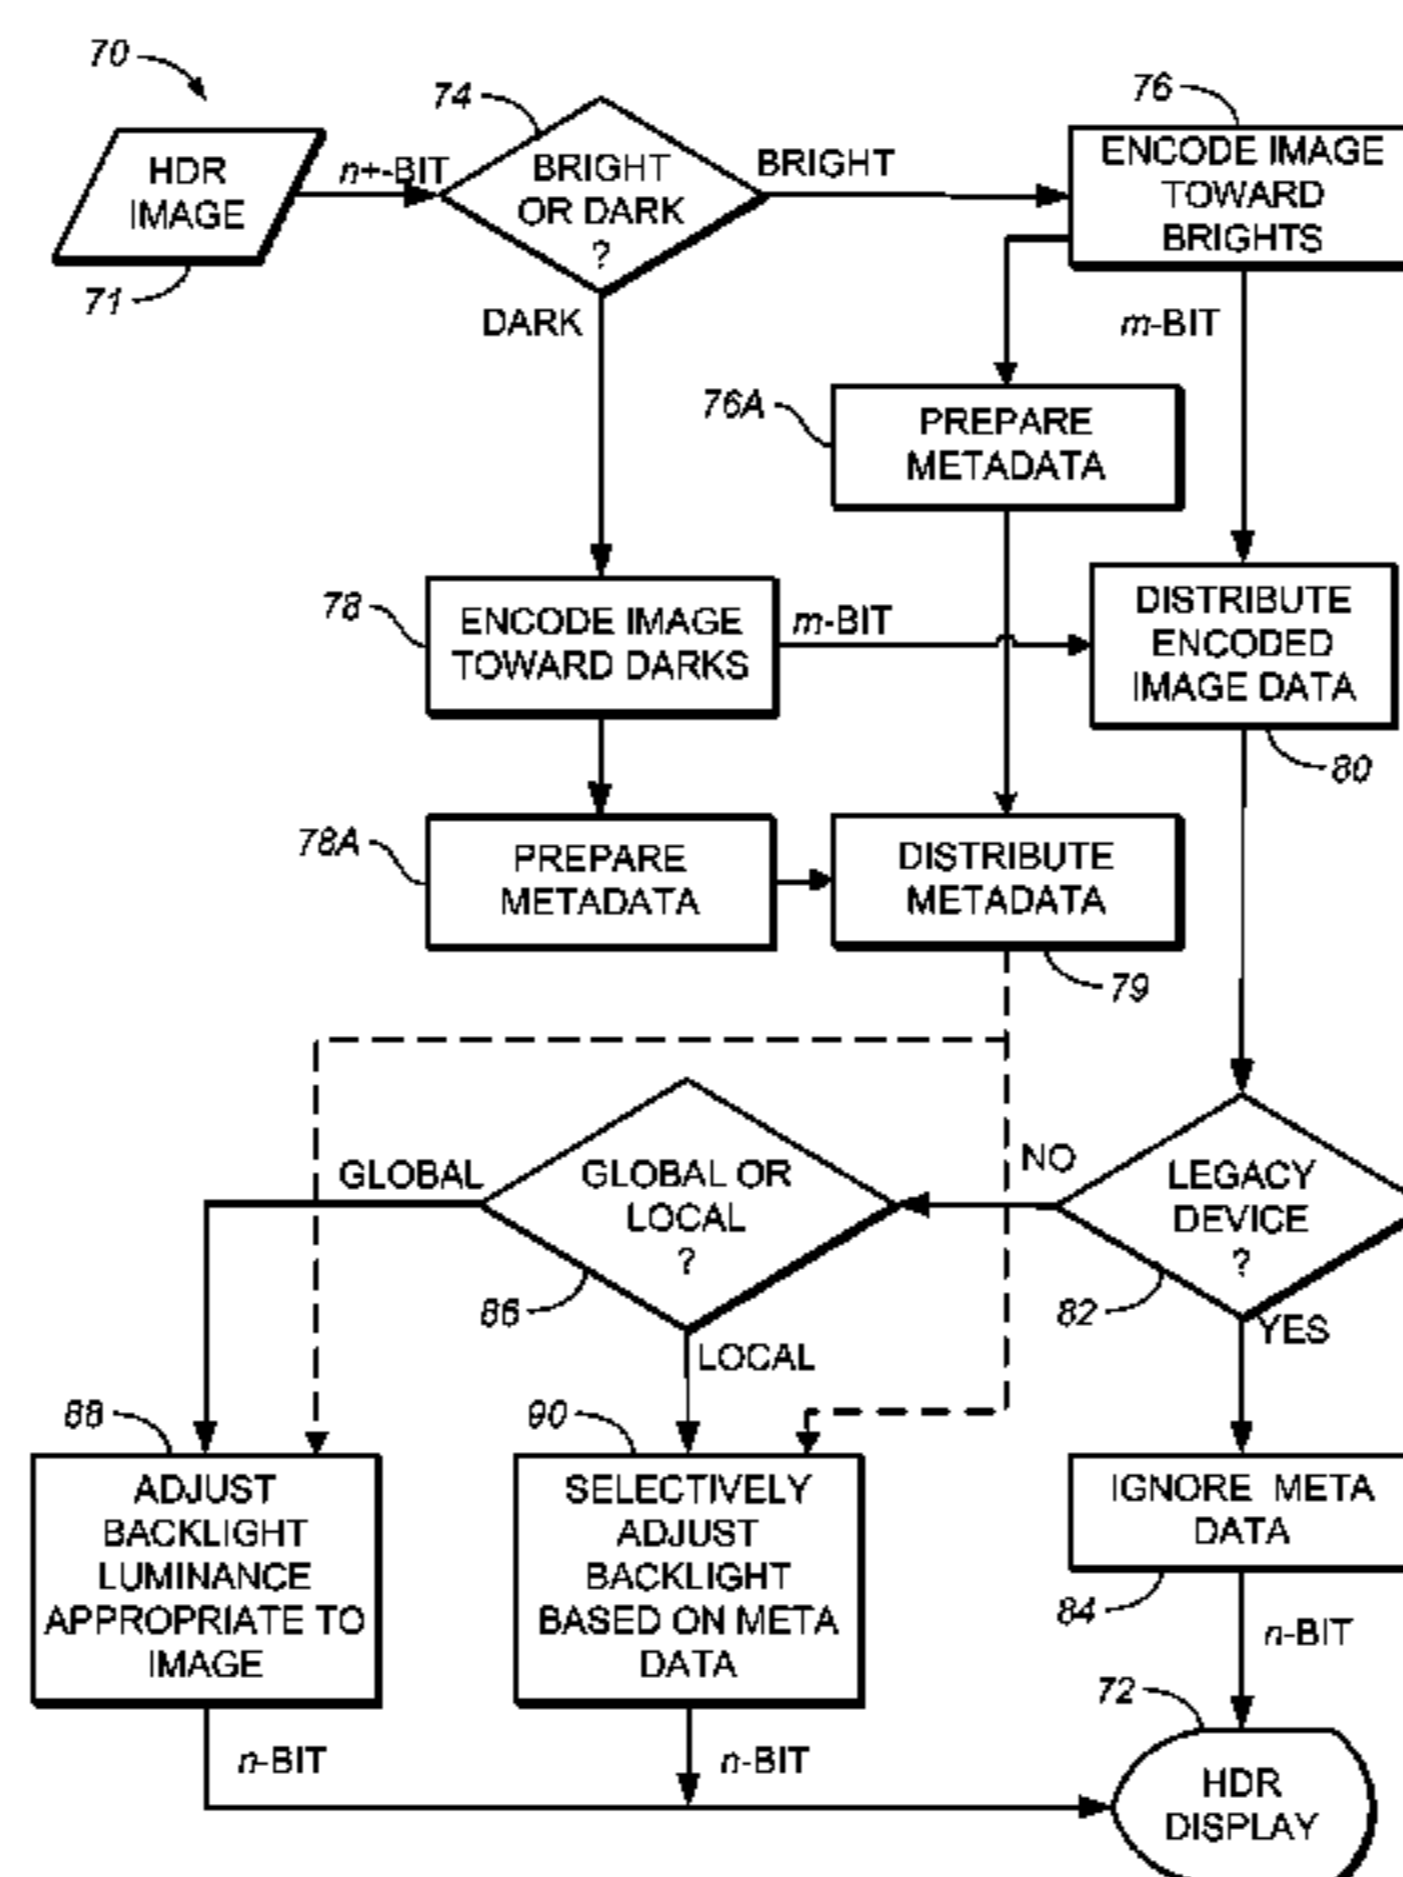 70
74
76
HDR
IMAGE
n+-BIT
BRIGHT
OR DARK
?
BRIGHT
ENCODE IMAGE
TOWARD
BRIGHTS
71
DARK
m-BIT
76A
PREPARE
METADATA
78
ENCODE IMAGE
TOWARD DARKS
m-BIT
DISTRIBUTE
ENCODED
IMAGE DATA
80
78A
PREPARE
METADATA
DISTRIBUTE
METADATA
79
GLOBAL
GLOBAL OR
LOCAL
?
NO
LEGACY
DEVICE
?
86
82
YES
LOCAL
88
90
ADJUST
BACKLIGHT
LUMINANCE
APPROPRIATE TO
IMAGE
SELECTIVELY
ADJUST
BACKLIGHT
BASED ON META
DATA
IGNORE META
DATA
84
n-BIT
72
n-BIT
n-BIT
HDR
DISPLAY